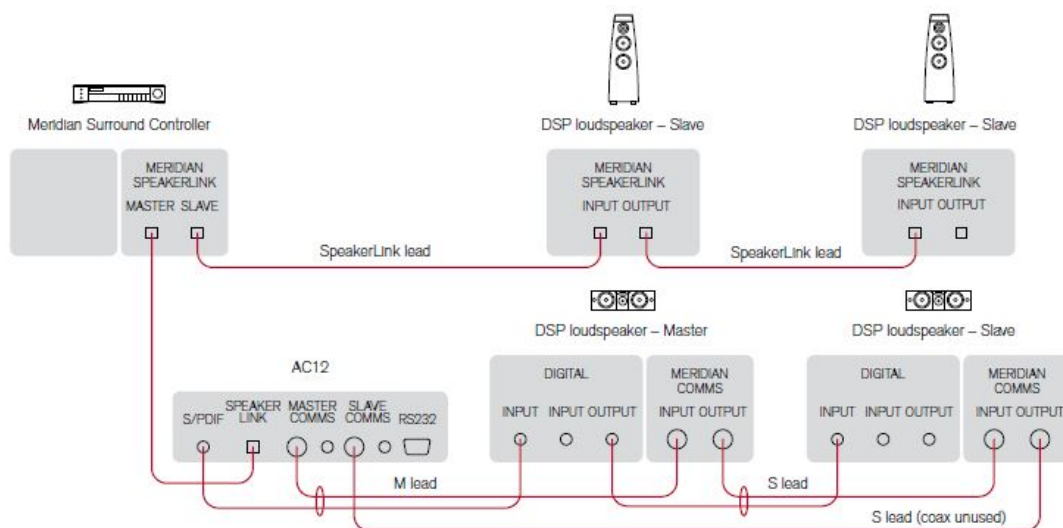 Meridian Surround Controller
DSP loudspeaker – Slave
DSP loudspeaker – Slave
MERIDIAN
SPEAKERLINK
MASTER SLAVE
MERIDIAN
SPEAKERLINK
INPUT OUTPUT
MERIDIAN
SPEAKERLINK
INPUT OUTPUT
SpeakerLink lead
SpeakerLink lead
DSP loudspeaker – Master
DSP loudspeaker – Slave
AC12
S/PDIF
SPEAKER
LINK
MASTER
COMMS
SLAVE
COMMS
RS232
DIGITAL
INPUT INPUT OUTPUT
MERIDIAN
COMMS
INPUT OUTPUT
DIGITAL
INPUT INPUT OUTPUT
MERIDIAN
COMMS
INPUT OUTPUT
M lead
S lead
S lead (coax unused)